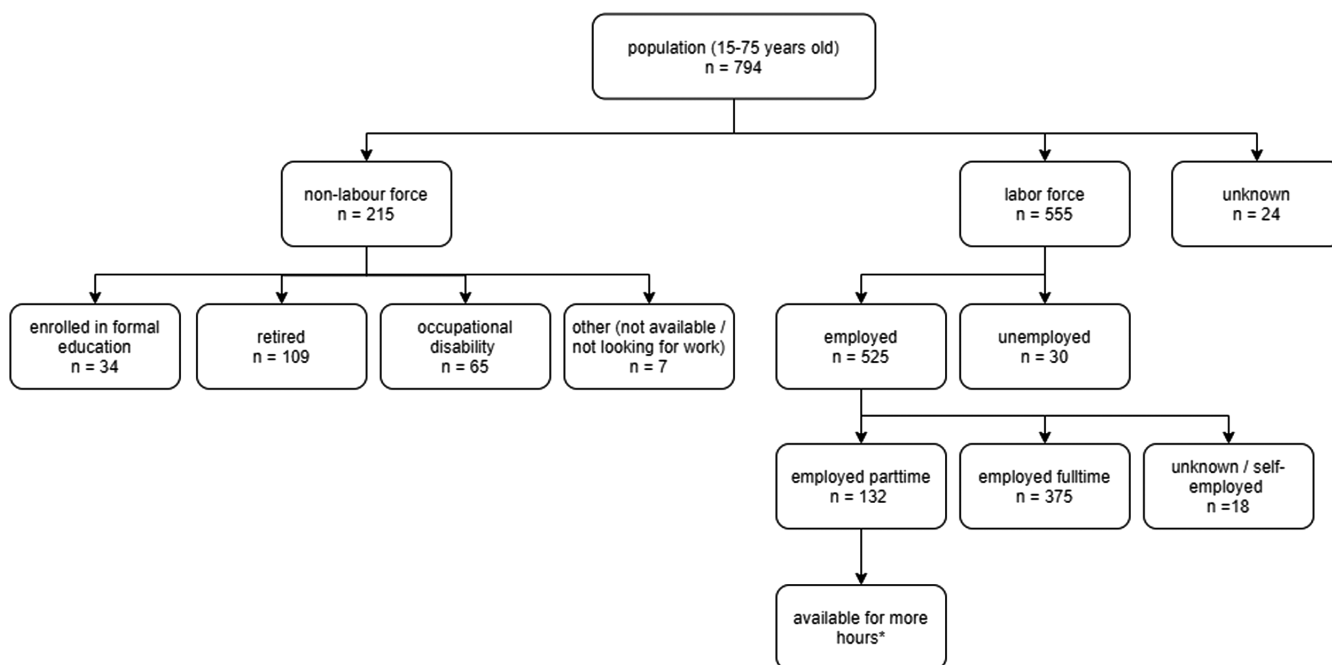 population (15-75 years old)
n = 794
non-labour force
n = 215
labor force
n = 555
unknown
n = 24
enrolled in formal
education
n = 34
retired
n = 109
occupational
disability
n = 65
other (not available /
not looking for work)
n = 7
employed
n = 525
unemployed
n = 30
employed parttime
n = 132
employed fulltime
n = 375
unknown / self-
employed
n =18
available for more
hours*